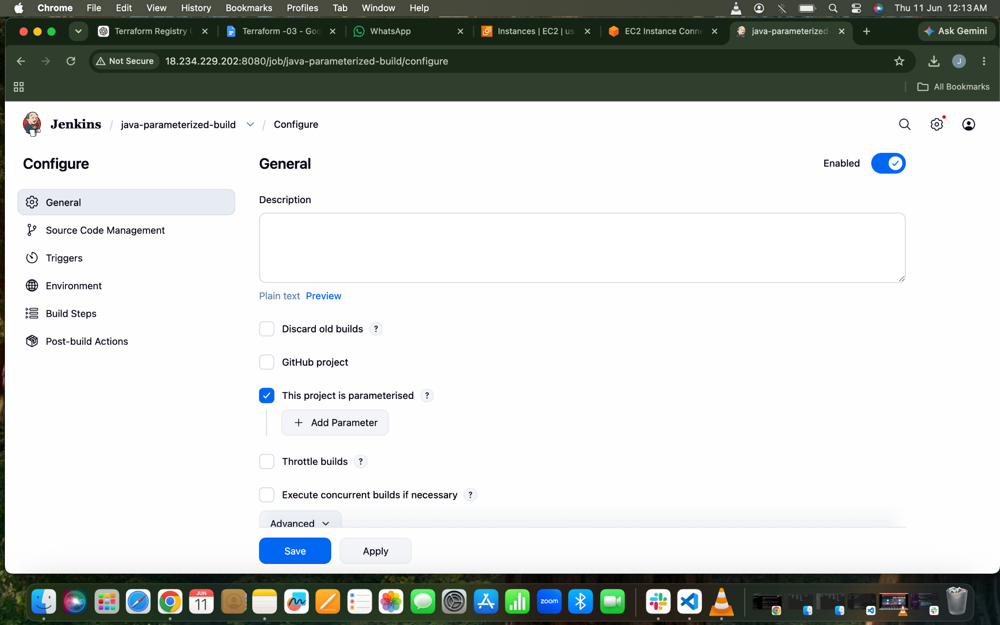 Chrome File Edit View History Bookmarks Profiles Tab Window Help Thu 11 Jun 12:13 AM
Terraform Registry Terraform -03 - Goo WhatsApp Instances | EC2 | us EC2 Instance Conne java-parameterized Ask Gemini
Not Secure 18.234.229.202:8080/job/java-parameterized-build/configure J
All Bookmarks
Jenkins / java-parameterized-build / Configure
Configure
General
Source Code Management
Triggers
Environment
Build Steps
Post-build Actions
General
Enabled
Description
Plain text Preview
Discard old builds ?
GitHub project
This project is parameterised ?
+ Add Parameter
Throttle builds ?
Execute concurrent builds if necessary ?
Advanced
Save Apply
JUN
11
zoom